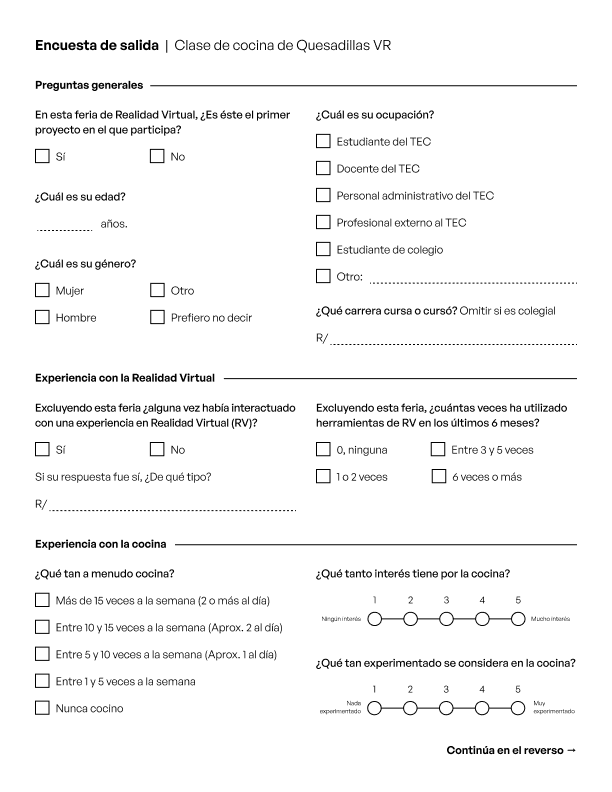 Encuesta de salida | Clase de cocina de Quesadillas VR
Preguntas generales
En esta feria de Realidad Virtual, ¿Es éste el primer
proyecto en el que participa?
Sí
No
¿Cuál es su edad?
años.
¿Cuál es su género?
Mujer
Otro
Hombre
Prefiero no decir
¿Cuál es su ocupación?
Estudiante del TEC
Docente del TEC
Personal administrativo del TEC
Profesional externo al TEC
Estudiante de colegio
Otro:
¿Qué carrera cursa o cursó? Omitir si es colegial
R/
Experiencia con la Realidad Virtual
Excluyendo esta feria ¿alguna vez había interactuado
con una experiencia en Realidad Virtual (RV)?
Sí
No
Si su respuesta fue sí, ¿De qué tipo?
R/
Excluyendo esta feria, ¿cuántas veces ha utilizado
herramientas de RV en los últimos 6 meses?
0, ninguna
Entre 3 y 5 veces
1 o 2 veces
6 veces o más
Experiencia con la cocina
¿Qué tan a menudo cocina?
Más de 15 veces a la semana (2 o más al día)
Entre 10 y 15 veces a la semana (Aprox. 2 al día)
Entre 5 y 10 veces a la semana (Aprox. 1 al día)
Entre 1 y 5 veces a la semana
Nunca cocino
¿Qué tanto interés tiene por la cocina?
1 2 3 4 5
Ningún interés
Mucho interés
¿Qué tan experimentado se considera en la cocina?
1 2 3 4 5
Nada
experimentado
Muy
experimentado
Continúa en el reverso →